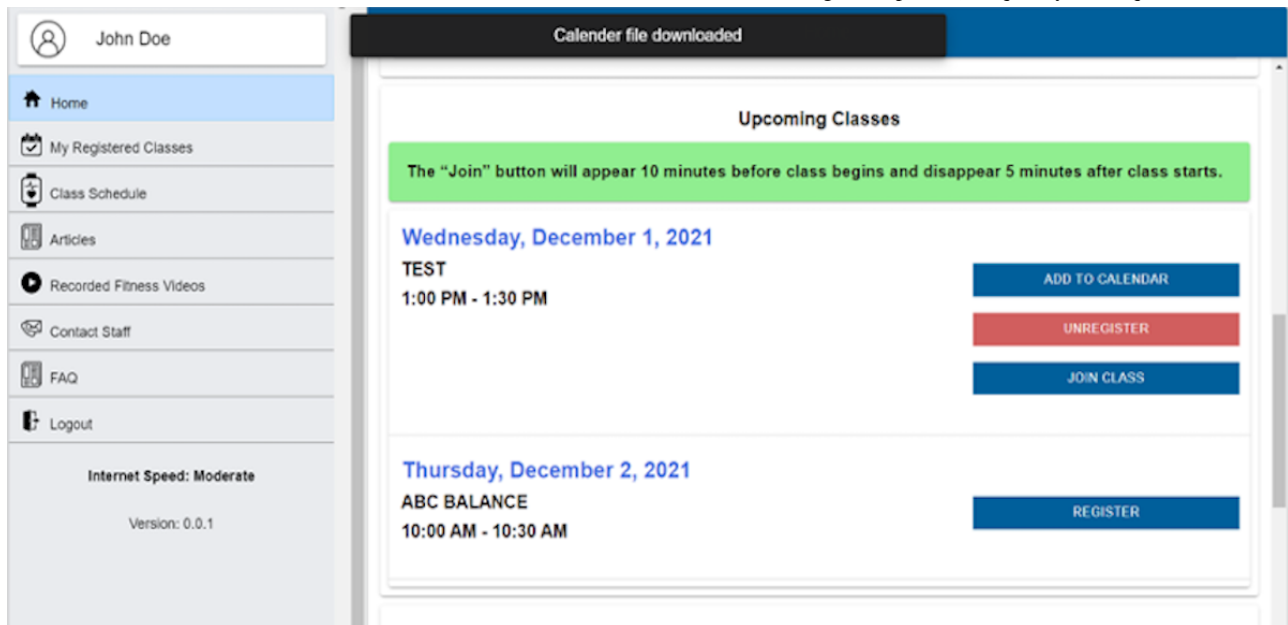 John Doe
Calender file downloaded
Home
My Registered Classes
Class Schedule
Articles
Recorded Fitness Videos
Contact Staff
FAQ
Logout
Internet Speed: Moderate
Version: 0.0.1
Upcoming Classes
The “Join” button will appear 10 minutes before class begins and disappear 5 minutes after class starts.
Wednesday, December 1, 2021
TEST
1:00 PM - 1:30 PM
ADD TO CALENDAR
UNREGISTER
JOIN CLASS
Thursday, December 2, 2021
ABC BALANCE
10:00 AM - 10:30 AM
REGISTER